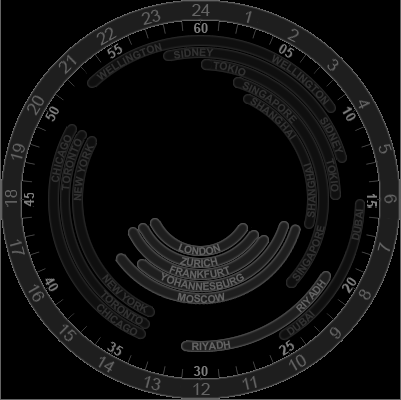 24
1
2
3
4
5
6
7
8
9
10
11
12
13
14
15
16
17
18
19
20
21
22
23
60
05
10
15
20
25
30
35
40
45
50
55
WELLINGTON
WELLINGTON
SiDNEY
SiDNEY
TOKIO
TOKIO
SiNGAPORE
SiNGAPORE
SHANGHAi
SHANGHAi
DUBAi
DUBAi
RIYADH
RIYADH
CHICAGO
TORONTO
NEW YORK
NEW YORK
TORONTO
CHICAGO
LONDON
ZURICH
FRANKFURT
YOHANNESBURG
MOSCOW